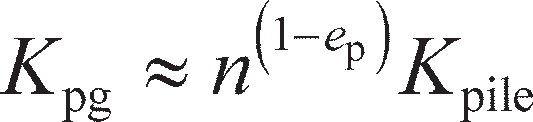 K_pg ≈ n^(1−e_p) K_pile